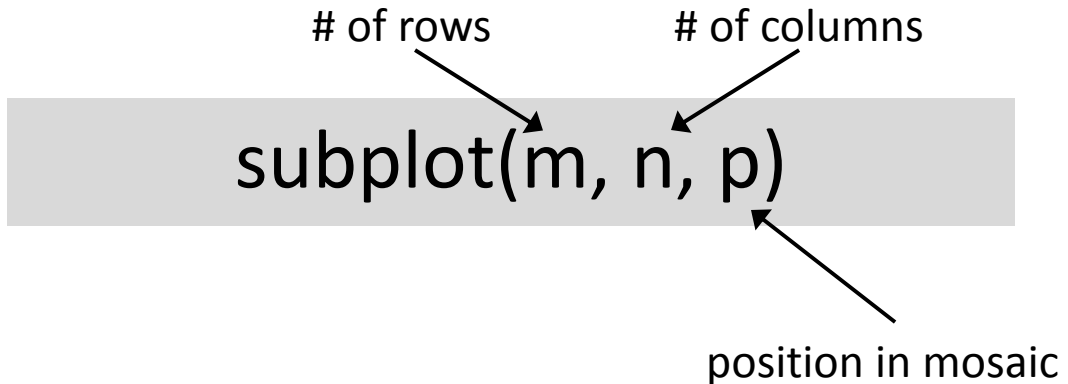 # of rows # of columns
subplot(m, n, p)
position in mosaic